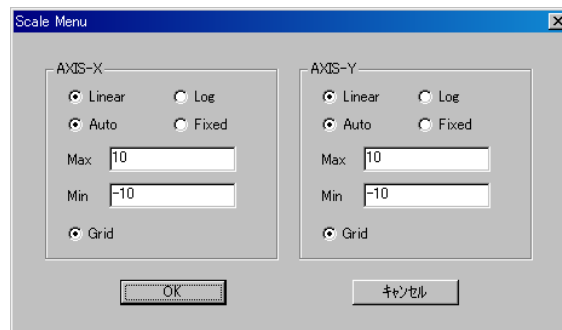 Scale Menu
AXIS-X
Linear Log
Auto Fixed
Max 10
Min -10
Grid
AXIS-Y
Linear Log
Auto Fixed
Max 10
Min -10
Grid
OK キャンセル